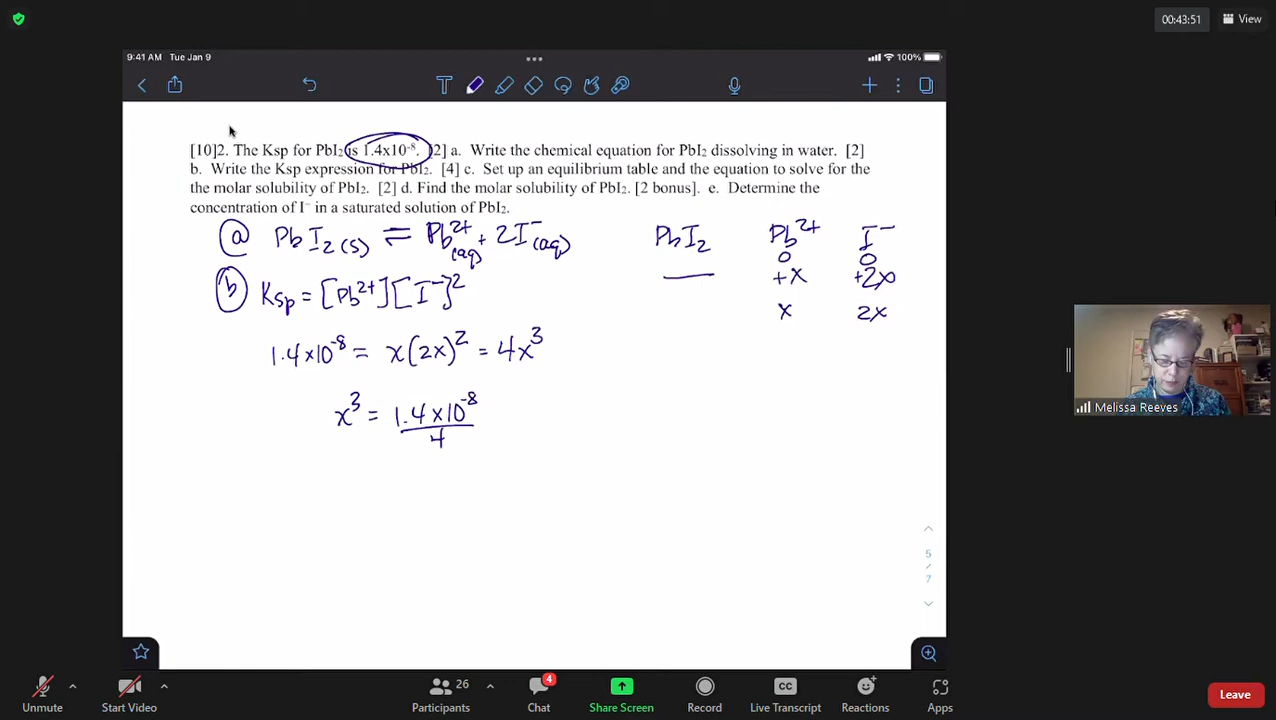 00:43:51
View
9:41 AM Tue Jan 9
100%
T
[10]2. The Ksp for PbI₂ is 1.4x10⁻⁸. [2] a. Write the chemical equation for PbI₂ dissolving in water. [2]
b. Write the Ksp expression for PbI₂. [4] c. Set up an equilibrium table and the equation to solve for the
the molar solubility of PbI₂. [2] d. Find the molar solubility of PbI₂. [2 bonus]. e. Determine the
concentration of I⁻ in a saturated solution of PbI₂.
ⓐ PbI₂(s) ⇌ Pb²⁺(aq) + 2I⁻(aq)
PbI₂ Pb²⁺ I⁻
0 0
— +x +2x
x 2x
ⓑ Ksp = [Pb²⁺][I⁻]²
1.4x10⁻⁸ = x(2x)² = 4x³
x³ = 1.4x10⁻⁸
4
5
/
7
Melissa Reeves
Unmute
Start Video
26
Participants
4
Chat
Share Screen
Record
CC
Live Transcript
Reactions
Apps
Leave